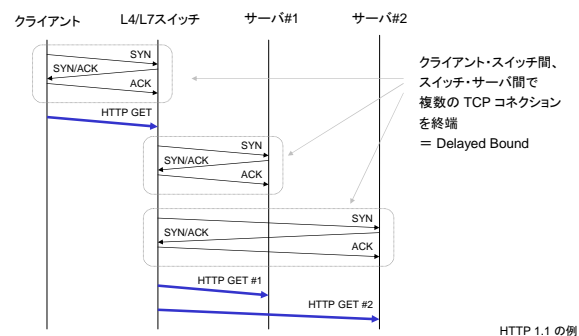 クライアント
L4/L7スイッチ
サーバ#1
サーバ#2
SYN
SYN/ACK
ACK
HTTP GET
SYN
SYN/ACK
ACK
SYN
SYN/ACK
ACK
HTTP GET #1
HTTP GET #2
クライアント・スイッチ間、
スイッチ・サーバ間で
複数の TCP コネクション
を終端
= Delayed Bound
HTTP 1.1 の例